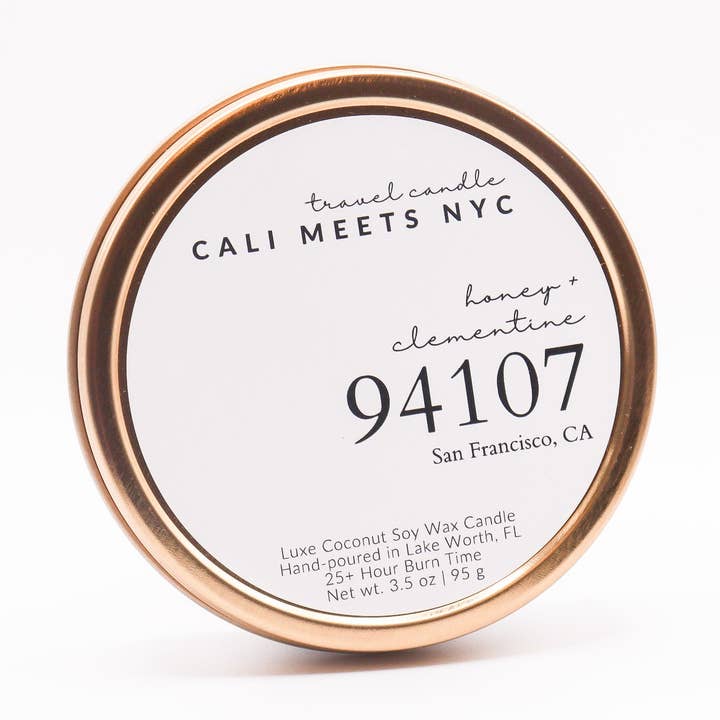 travel candle
CALI MEETS NYC
honey +
clementine
94107
San Francisco, CA
Luxe Coconut Soy Wax Candle
Hand-poured in Lake Worth, FL
25+ Hour Burn Time
Net wt. 3.5 oz | 95 g